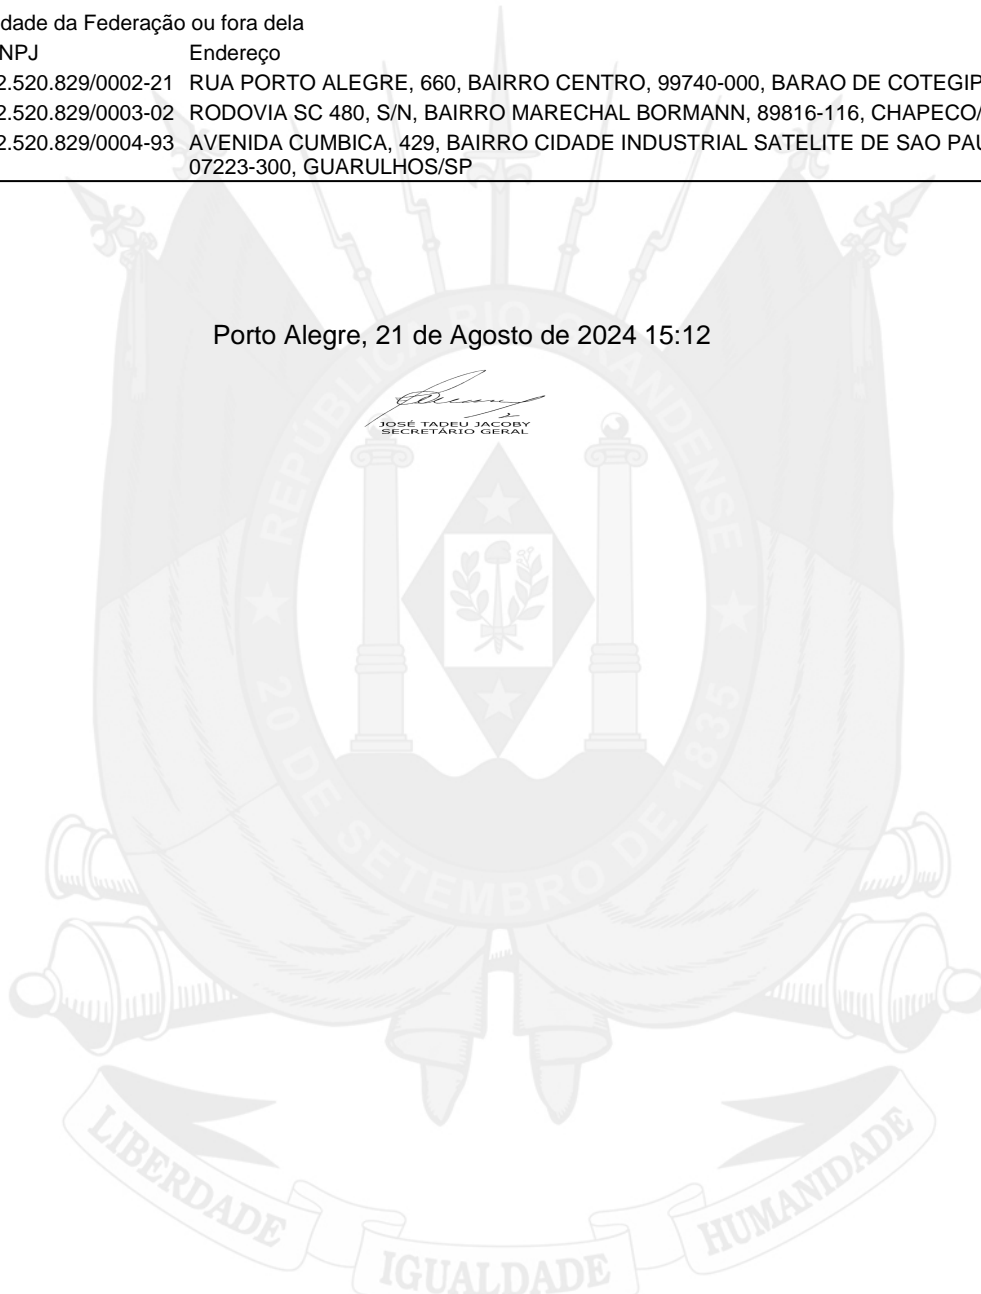 dade da Federação ou fora dela
NPJ Endereço
2.520.829/0002-21 RUA PORTO ALEGRE, 660, BAIRRO CENTRO, 99740-000, BARAO DE COTEGIP
2.520.829/0003-02 RODOVIA SC 480, S/N, BAIRRO MARECHAL BORMANN, 89816-116, CHAPECO/
2.520.829/0004-93 AVENIDA CUMBICA, 429, BAIRRO CIDADE INDUSTRIAL SATELITE DE SAO PAU
07223-300, GUARULHOS/SP
Porto Alegre, 21 de Agosto de 2024 15:12
JOSÉ TADEU JACOBY
SECRETÁRIO GERAL
REPÚBLICA RIO GRANDENSE
20 DE SETEMBRO DE 1835
LIBERDADE
IGUALDADE
HUMANIDADE